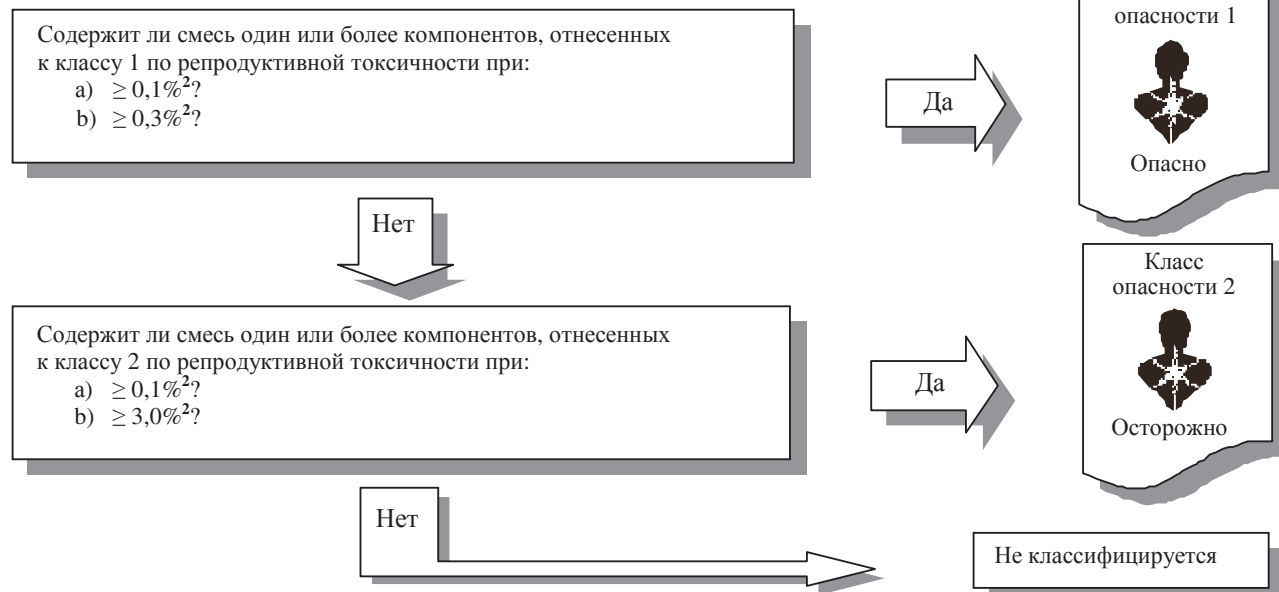 опасности 1
Содержит ли смесь один или более компонентов, отнесенных
к классу 1 по репродуктивной токсичности при:
a) ≥ 0,1%²?
b) ≥ 0,3%²?
Да
Опасно
Нет
Класс
опасности 2
Содержит ли смесь один или более компонентов, отнесенных
к классу 2 по репродуктивной токсичности при:
a) ≥ 0,1%²?
b) ≥ 3,0%²?
Да
Осторожно
Нет
Не классифицируется